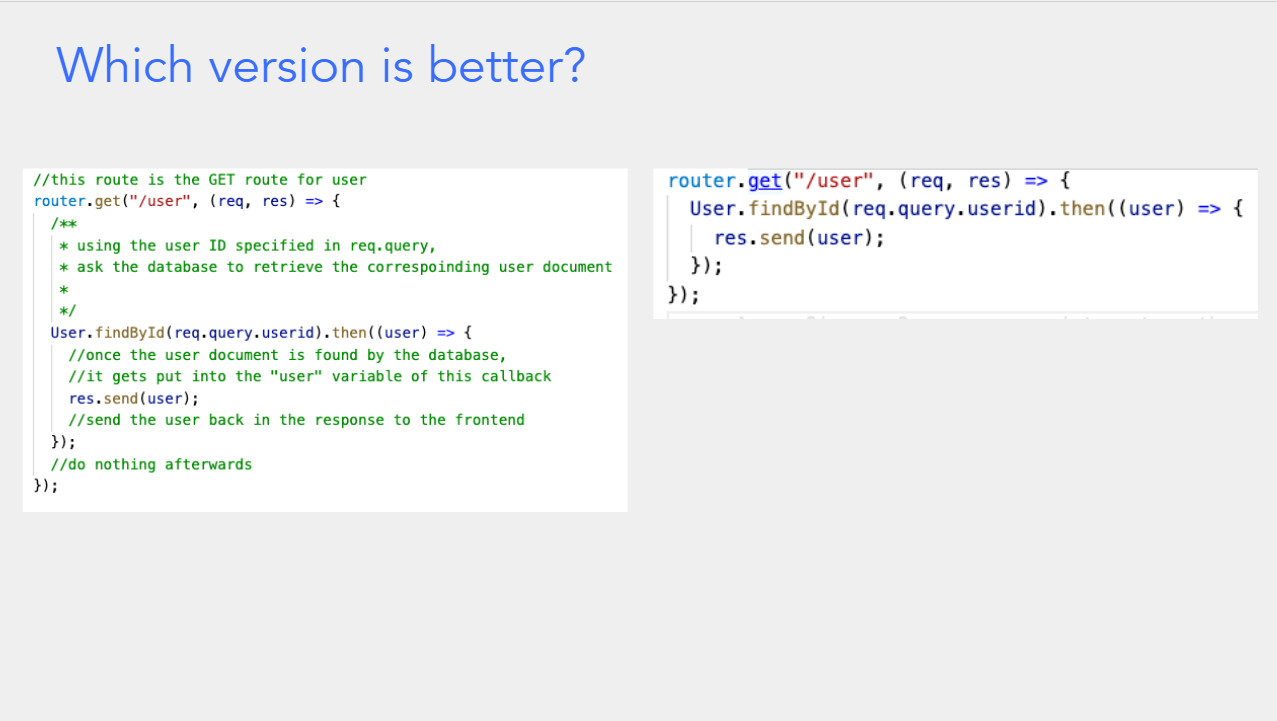 Which version is better?
//this route is the GET route for user
router.get("/user", (req, res) => {
/**
* using the user ID specified in req.query,
* ask the database to retrieve the correspoinding user document
*
*/
User.findById(req.query.userid).then((user) => {
//once the user document is found by the database,
//it gets put into the "user" variable of this callback
res.send(user);
//send the user back in the response to the frontend
});
//do nothing afterwards
});
router.get("/user", (req, res) => {
User.findById(req.query.userid).then((user) => {
res.send(user);
});
});